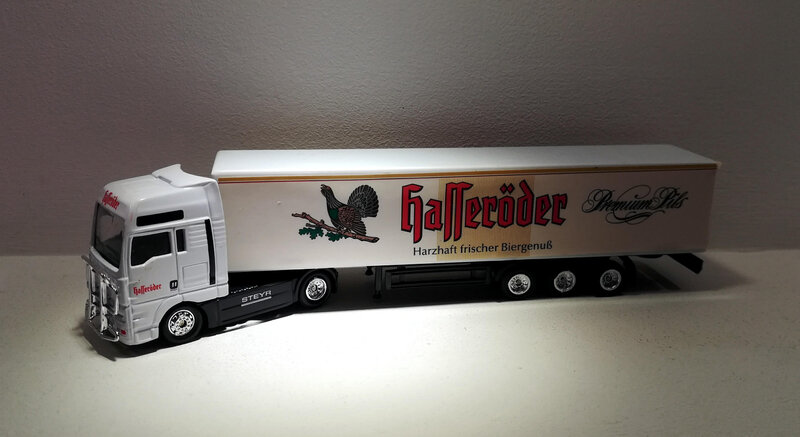 Hasseröder
Hasseröder
STEYR
Hasseröder
Harzhaft frischer Biergenuß
Premium Pils